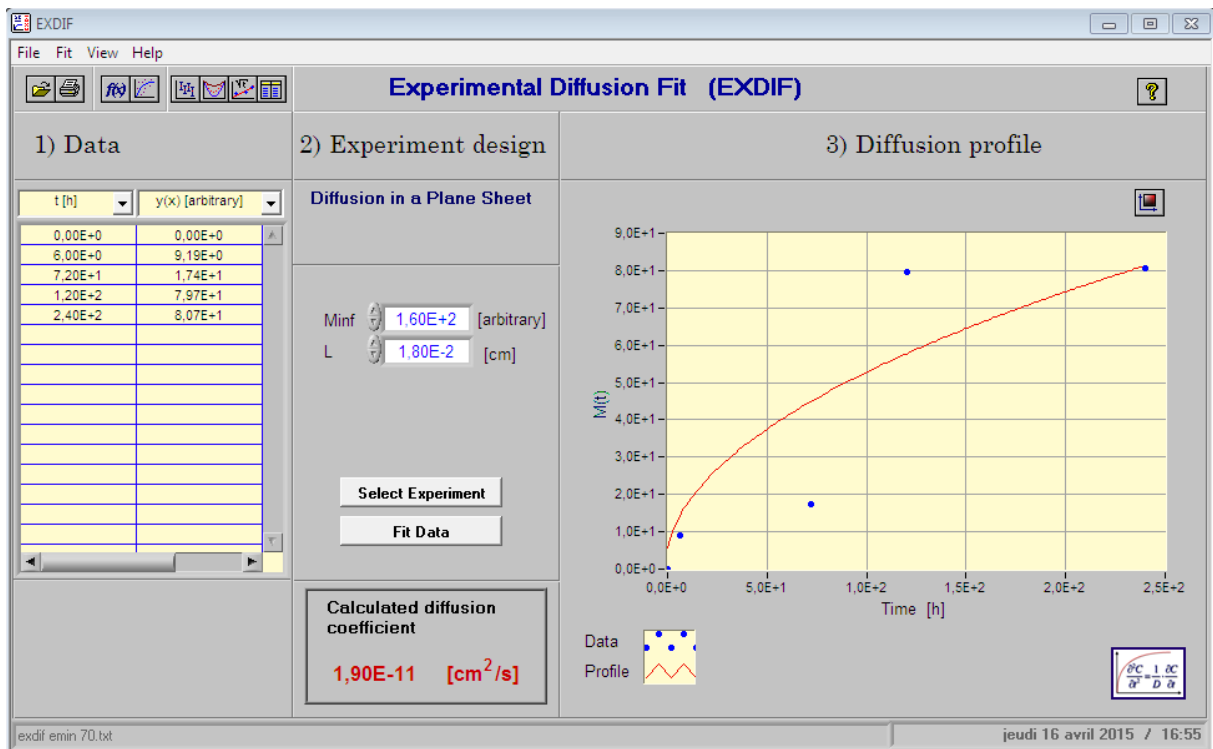 EXDIF
File Fit View Help
Experimental Diffusion Fit (EXDIF)
?
1) Data
2) Experiment design
3) Diffusion profile
t [h] y(x) [arbitrary]
0,00E+0 0,00E+0
6,00E+0 9,19E+0
7,20E+1 1,74E+1
1,20E+2 7,97E+1
2,40E+2 8,07E+1
Diffusion in a Plane Sheet
Minf 1,60E+2 [arbitrary]
L 1,80E-2 [cm]
Select Experiment
Fit Data
Calculated diffusion
coefficient
1,90E-11 [cm²/s]
9,0E+1
8,0E+1
7,0E+1
6,0E+1
5,0E+1
4,0E+1
3,0E+1
2,0E+1
1,0E+1
0,0E+0
M(t)
0,0E+0 5,0E+1 1,0E+2 1,5E+2 2,0E+2 2,5E+2
Time [h]
Data
Profile
exdif emin 70.txt
jeudi 16 avril 2015 / 16:55